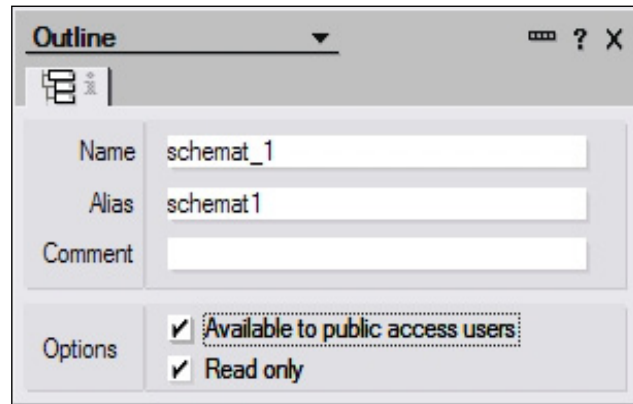 Outline
? X
Name schemat_1
Alias schemat1
Comment
Options
Available to public access users
Read only